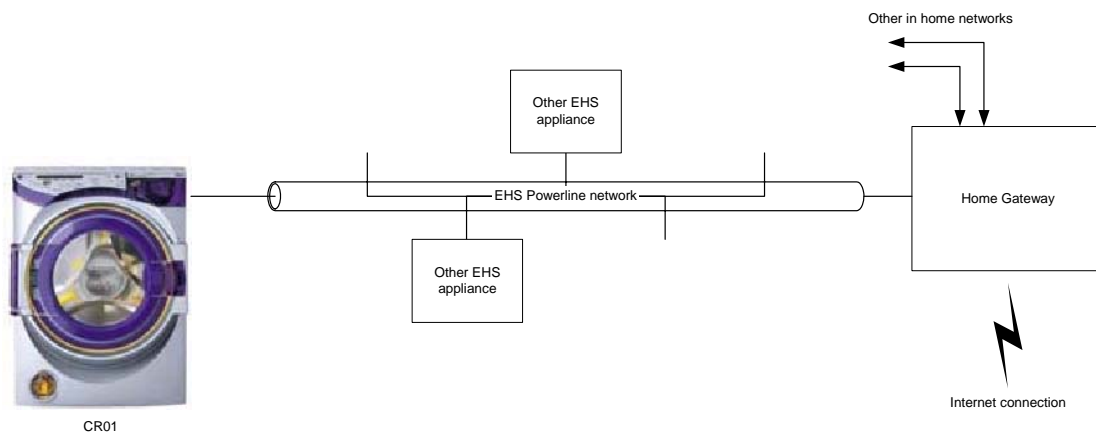 Other in home networks
Other EHS
appliance
EHS Powerline network
Home Gateway
Other EHS
appliance
Internet connection
CR01